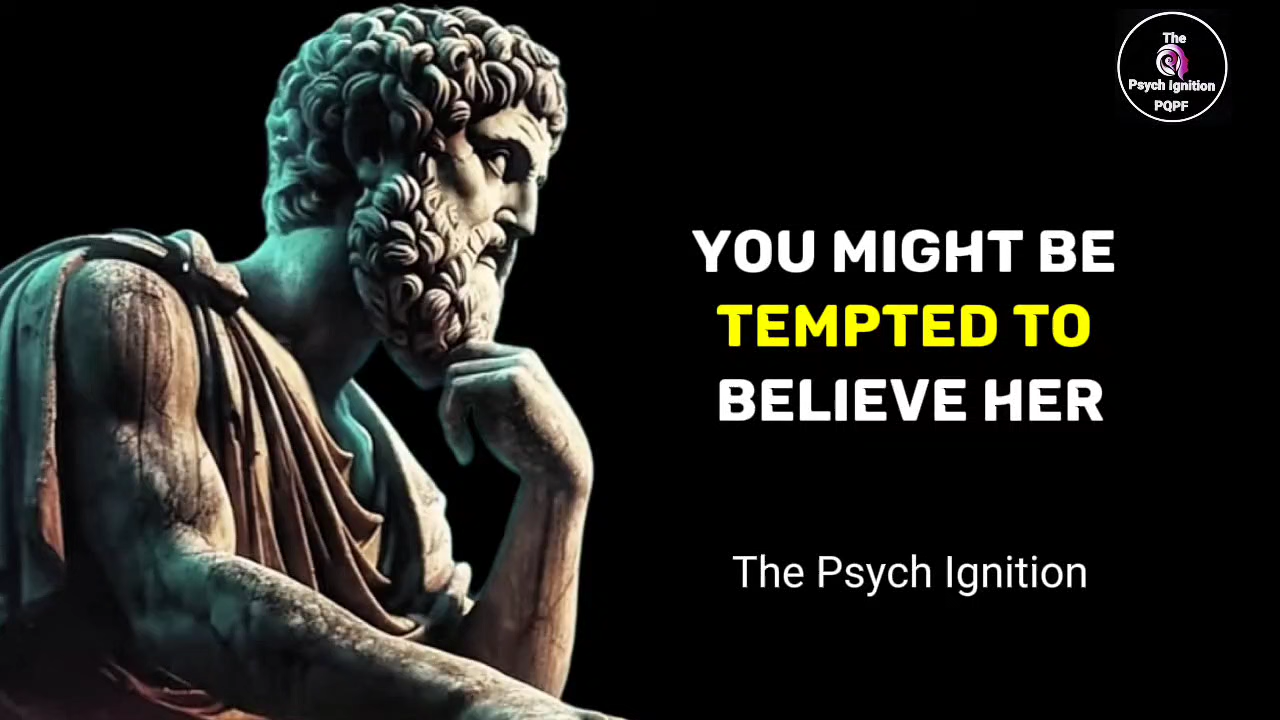 The
Psych Ignition
PQPF
YOU MIGHT BE
TEMPTED TO
BELIEVE HER
The Psych Ignition